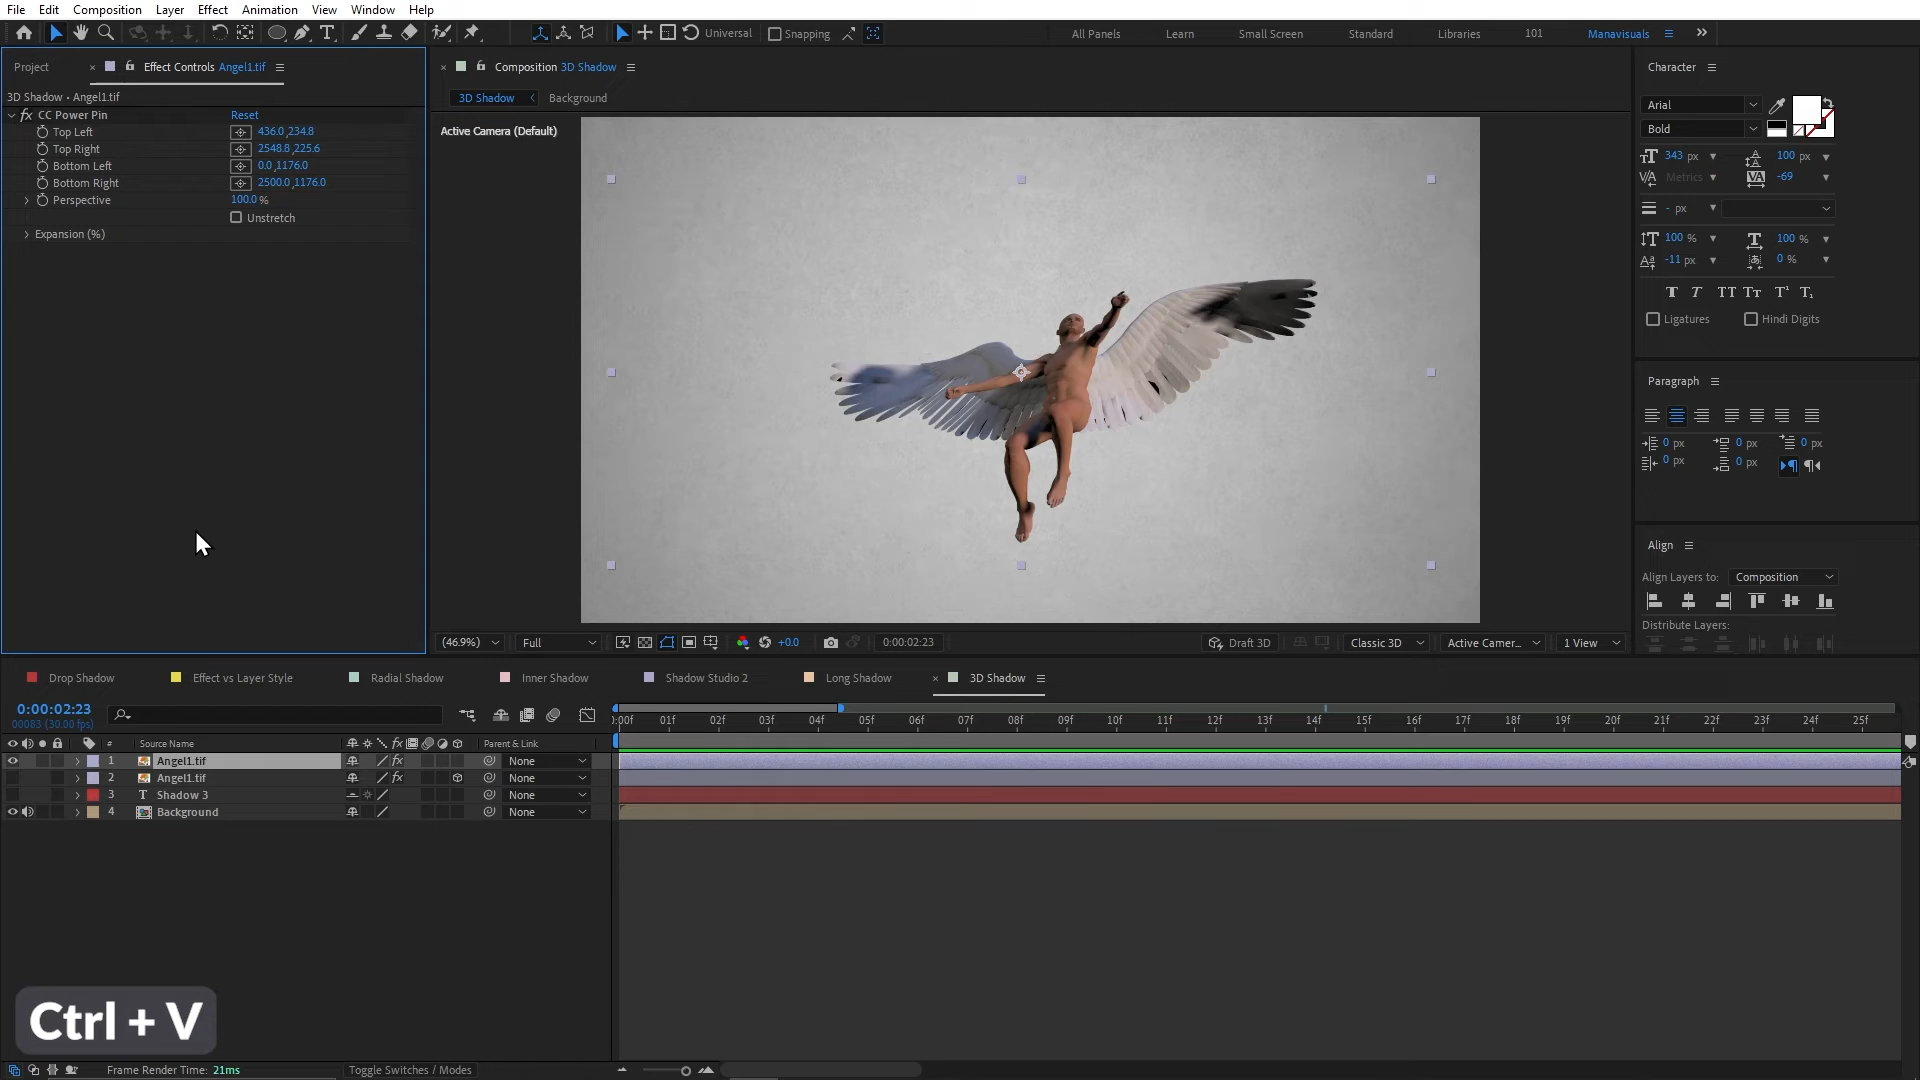 File Edit Composition Layer Effect Animation View Window Help
Universal Snapping All Panels Learn Small Screen Standard Libraries 101 Manavisuals
Project Effect Controls Angel1.tif
3D Shadow • Angel1.tif
fx CC Power Pin Reset
Top Left 436.0,234.8
Top Right 2548.8,225.6
Bottom Left 0.0,1176.0
Bottom Right 2500.0,1176.0
Perspective 100.0 %
Unstretch
Expansion (%)
Composition 3D Shadow
3D Shadow Background
Active Camera (Default)
(46.9%) Full +0.0 0:00:02:23 Draft 3D Classic 3D Active Camer... 1 View
Character
Arial
Bold
343 px 100 px
Metrics -69
- px
100 % 100 %
-11 px 0 %
Ligatures Hindi Digits
Paragraph
0 px 0 px 0 px
0 px 0 px
Align
Align Layers to: Composition
Distribute Layers:
Drop Shadow Effect vs Layer Style Radial Shadow Inner Shadow Shadow Studio 2 Long Shadow 3D Shadow
0:00:02:23
00083 (30.00 fps)
):00f 01f 02f 03f 04f 05f 06f 07f 08f 09f 10f 11f 12f 13f 14f 15f 16f 17f 18f 19f 20f 21f 22f 23f 24f 25f
# Source Name Parent & Link
1 Angel1.tif None
2 Angel1.tif None
3 T Shadow 3 None
4 Background None
Ctrl + V
Frame Render Time: 21ms Toggle Switches / Modes